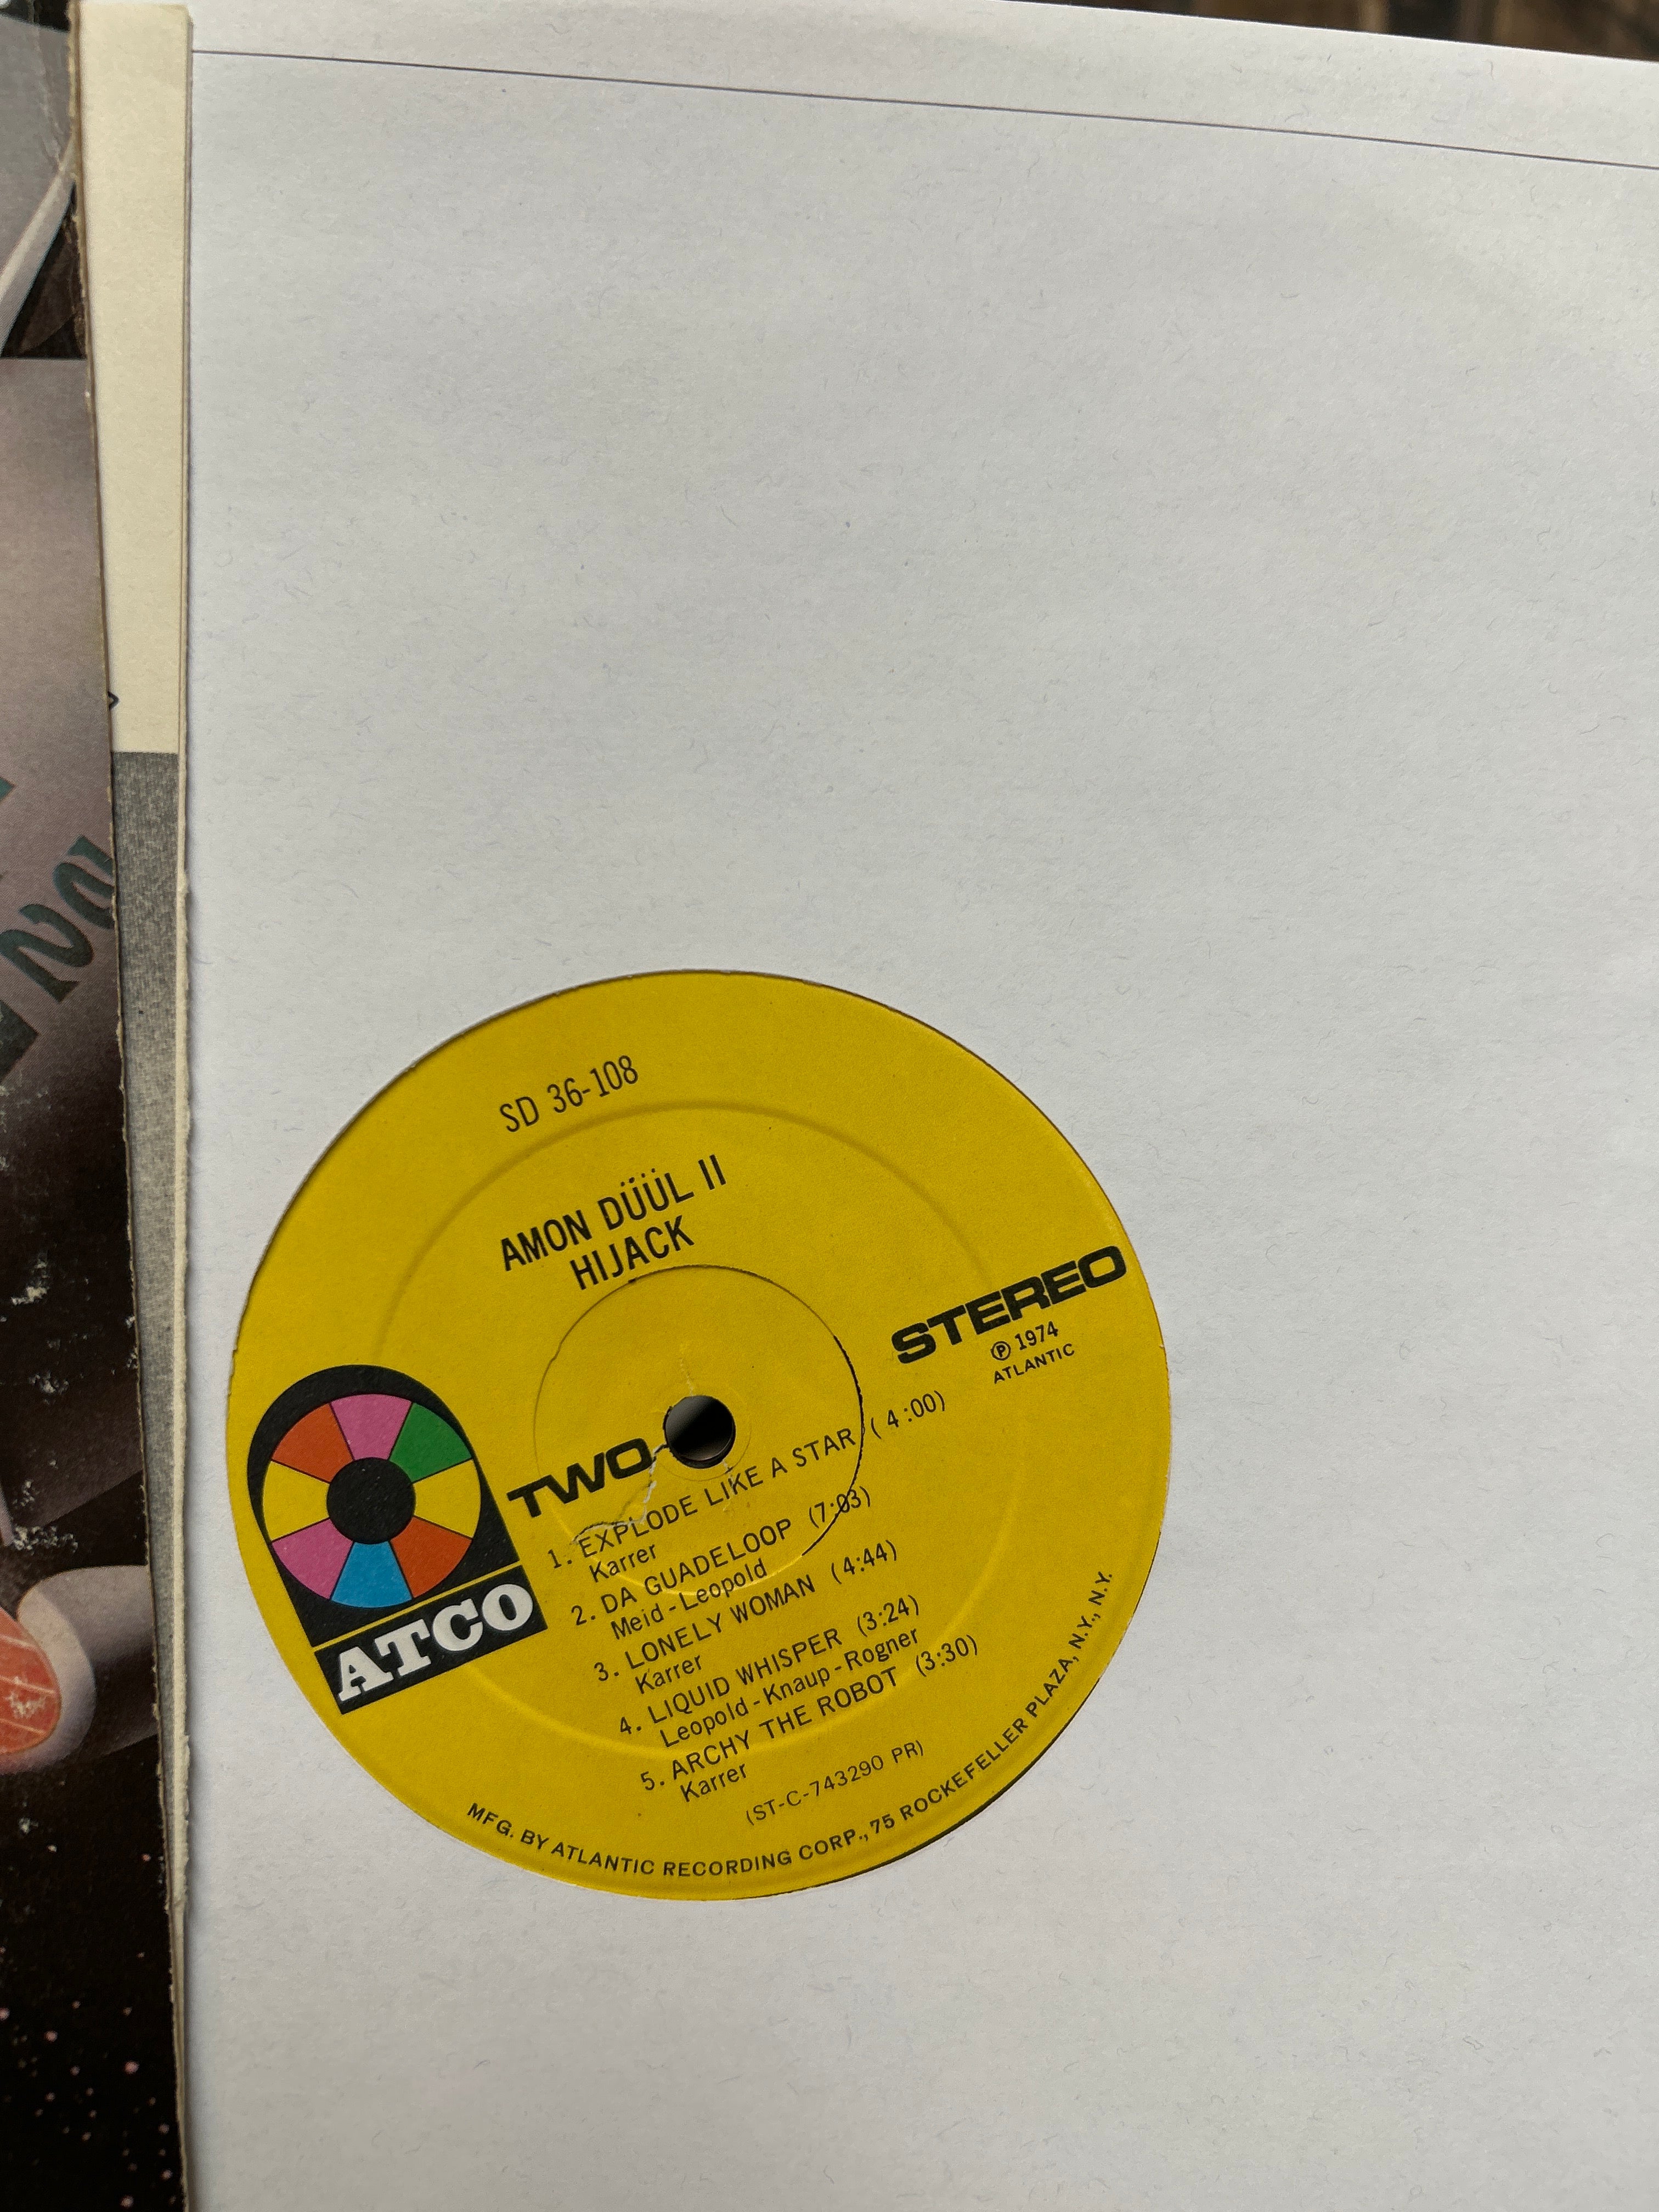 SD 36-108
AMON DÜÜL II
HIJACK
STEREO
℗ 1974
ATLANTIC
TWO
ATCO
1. EXPLODE LIKE A STAR (4:00)
Karrer
2. DA GUADELOOP (7:03)
Meid-Leopold
3. LONELY WOMAN (4:44)
Karrer
4. LIQUID WHISPER (3:24)
Leopold-Knaup-Rogner
5. ARCHY THE ROBOT (3:30)
Karrer
(ST-C-743290 PR)
MFG. BY ATLANTIC RECORDING CORP., 75 ROCKEFELLER PLAZA, N.Y., N.Y.